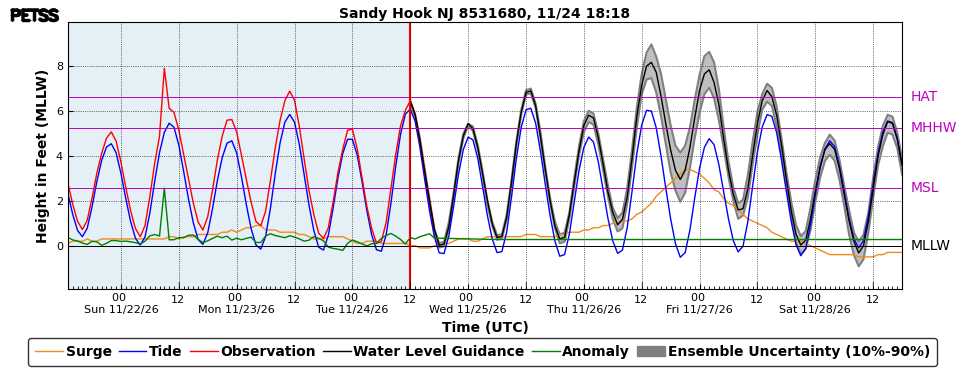 PETSS
Sandy Hook NJ 8531680, 11/24 18:18
Height in Feet (MLLW)
8
6
4
2
0
HAT
MHHW
MSL
MLLW
00 12 00 12 00 12 00 12 00 12 00 12 00 12
Sun 11/22/26 Mon 11/23/26 Tue 11/24/26 Wed 11/25/26 Thu 11/26/26 Fri 11/27/26 Sat 11/28/26
Time (UTC)
Surge Tide Observation Water Level Guidance Anomaly Ensemble Uncertainty (10%-90%)